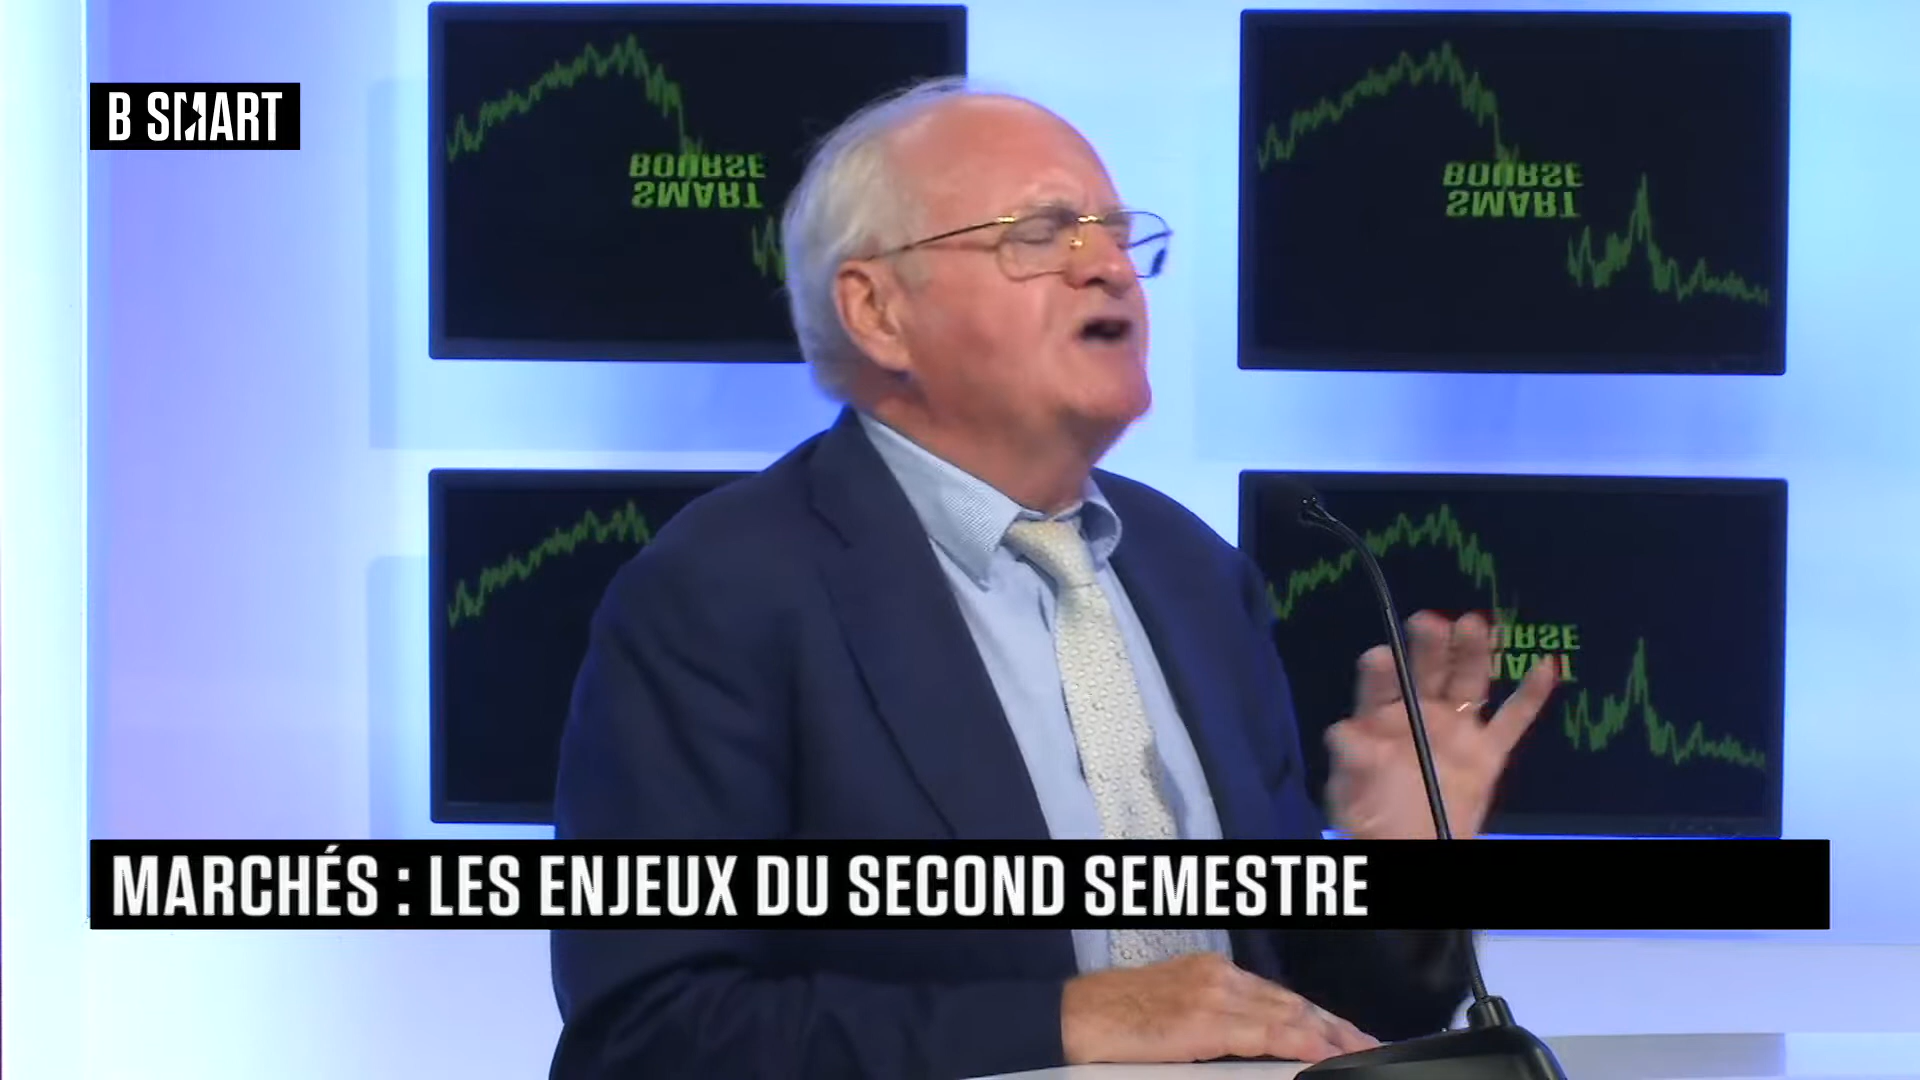 B SMART
BOURSE
SMART
BOURSE
SMART
MARCHÉS : LES ENJEUX DU SECOND SEMESTRE